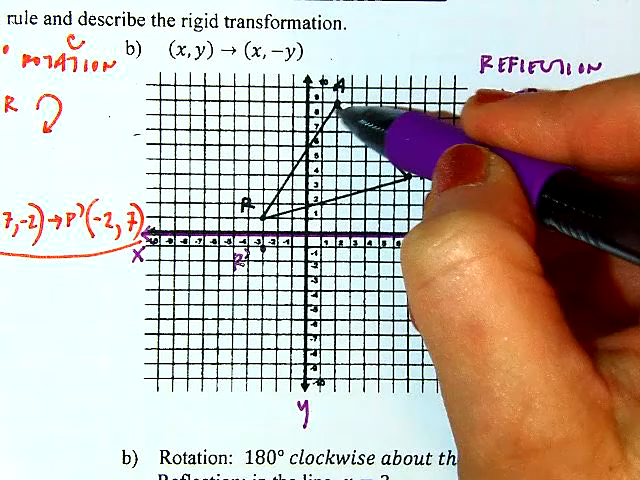 rule and describe the rigid transformation.
b) (x, y) → (x, −y)
ROTATION
REFLECTION
R
A
R
7, -2) → P'(-2, 7)
X
R'
y
b) Rotation: 180° clockwise about th